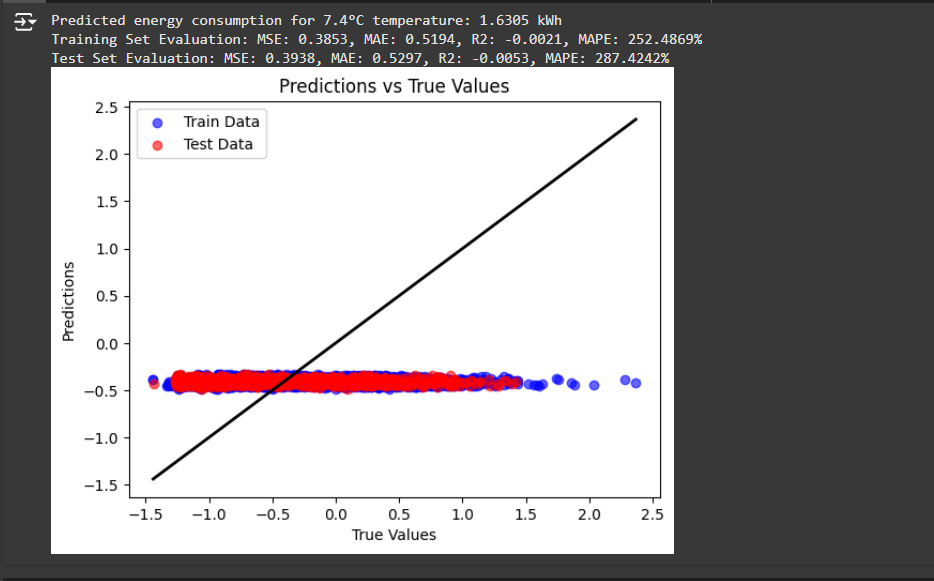 Predicted energy consumption for 7.4°C temperature: 1.6305 kWh
Training Set Evaluation: MSE: 0.3853, MAE: 0.5194, R2: -0.0021, MAPE: 252.4869%
Test Set Evaluation: MSE: 0.3938, MAE: 0.5297, R2: -0.0053, MAPE: 287.4242%
Predictions vs True Values
Train Data
Test Data
2.5
2.0
1.5
1.0
0.5
0.0
−0.5
−1.0
−1.5
Predictions
−1.5 −1.0 −0.5 0.0 0.5 1.0 1.5 2.0 2.5
True Values